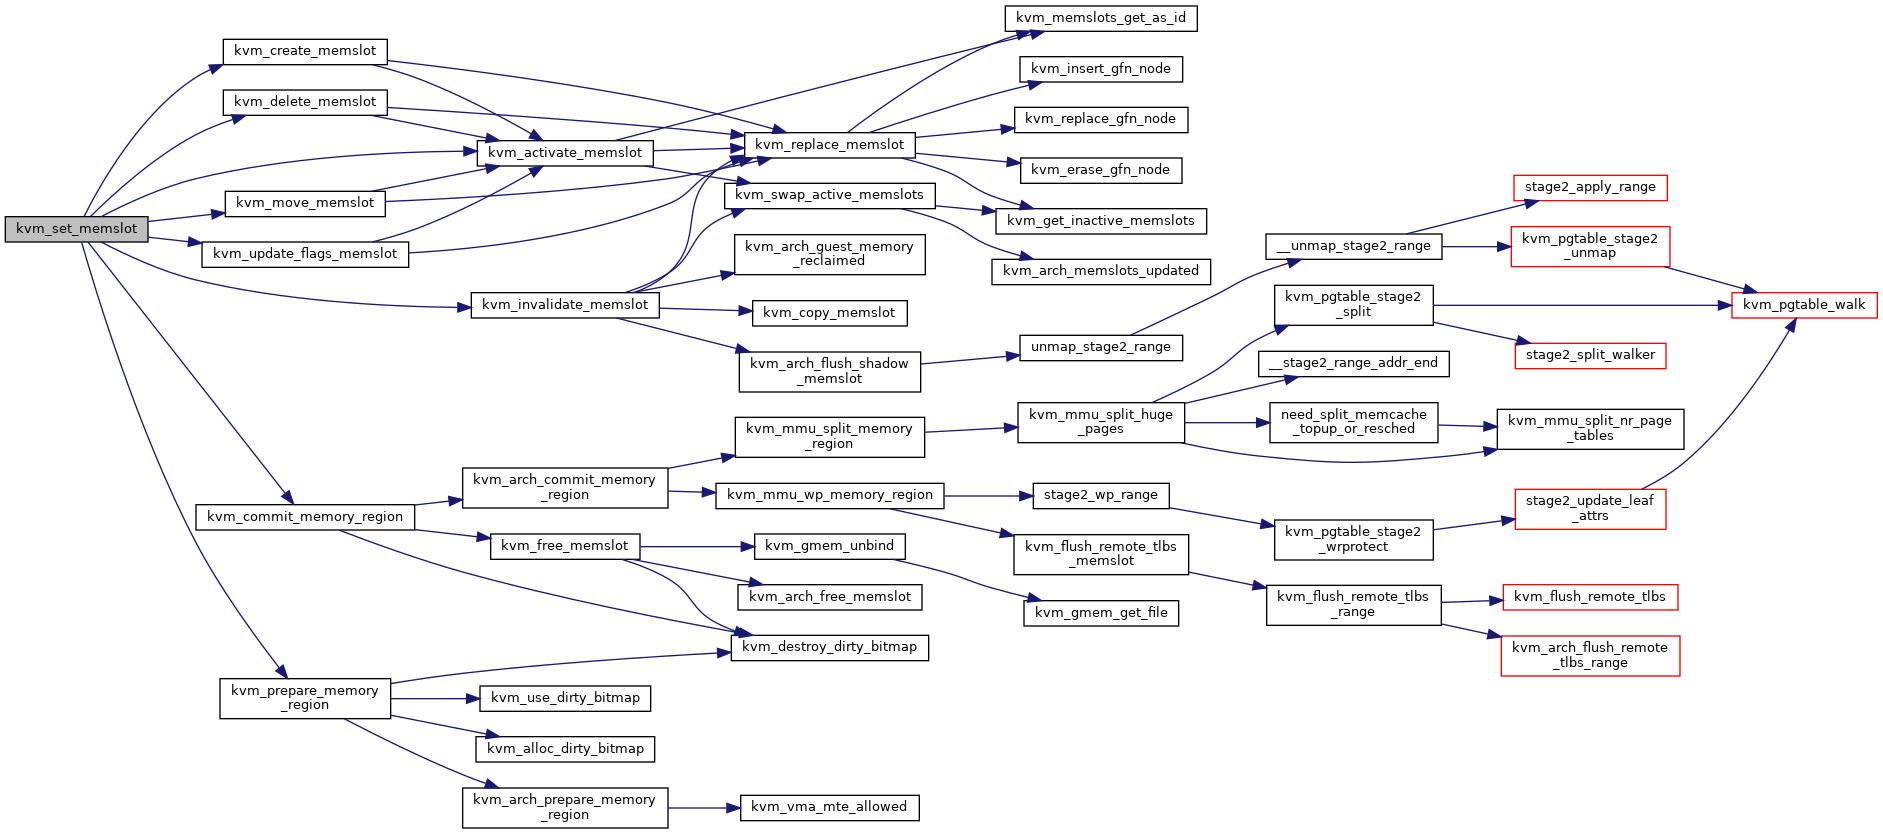 kvm_set_memslot
kvm_create_memslot
kvm_delete_memslot
kvm_move_memslot
kvm_update_flags_memslot
kvm_commit_memory_region
kvm_prepare_memory
_region
kvm_activate_memslot
kvm_invalidate_memslot
kvm_arch_commit_memory
_region
kvm_free_memslot
kvm_use_dirty_bitmap
kvm_alloc_dirty_bitmap
kvm_arch_prepare_memory
_region
kvm_replace_memslot
kvm_swap_active_memslots
kvm_arch_guest_memory
_reclaimed
kvm_copy_memslot
kvm_arch_flush_shadow
_memslot
kvm_mmu_split_memory
_region
kvm_mmu_wp_memory_region
kvm_gmem_unbind
kvm_arch_free_memslot
kvm_destroy_dirty_bitmap
kvm_vma_mte_allowed
kvm_memslots_get_as_id
kvm_insert_gfn_node
kvm_replace_gfn_node
kvm_erase_gfn_node
kvm_get_inactive_memslots
kvm_arch_memslots_updated
unmap_stage2_range
kvm_mmu_split_huge
_pages
stage2_wp_range
kvm_flush_remote_tlbs
_memslot
kvm_gmem_get_file
__unmap_stage2_range
kvm_pgtable_stage2
_split
__stage2_range_addr_end
need_split_memcache
_topup_or_resched
kvm_pgtable_stage2
_wrprotect
kvm_flush_remote_tlbs
_range
stage2_apply_range
kvm_pgtable_stage2
_unmap
stage2_split_walker
kvm_mmu_split_nr_page
_tables
stage2_update_leaf
_attrs
kvm_flush_remote_tlbs
kvm_arch_flush_remote
_tlbs_range
kvm_pgtable_walk